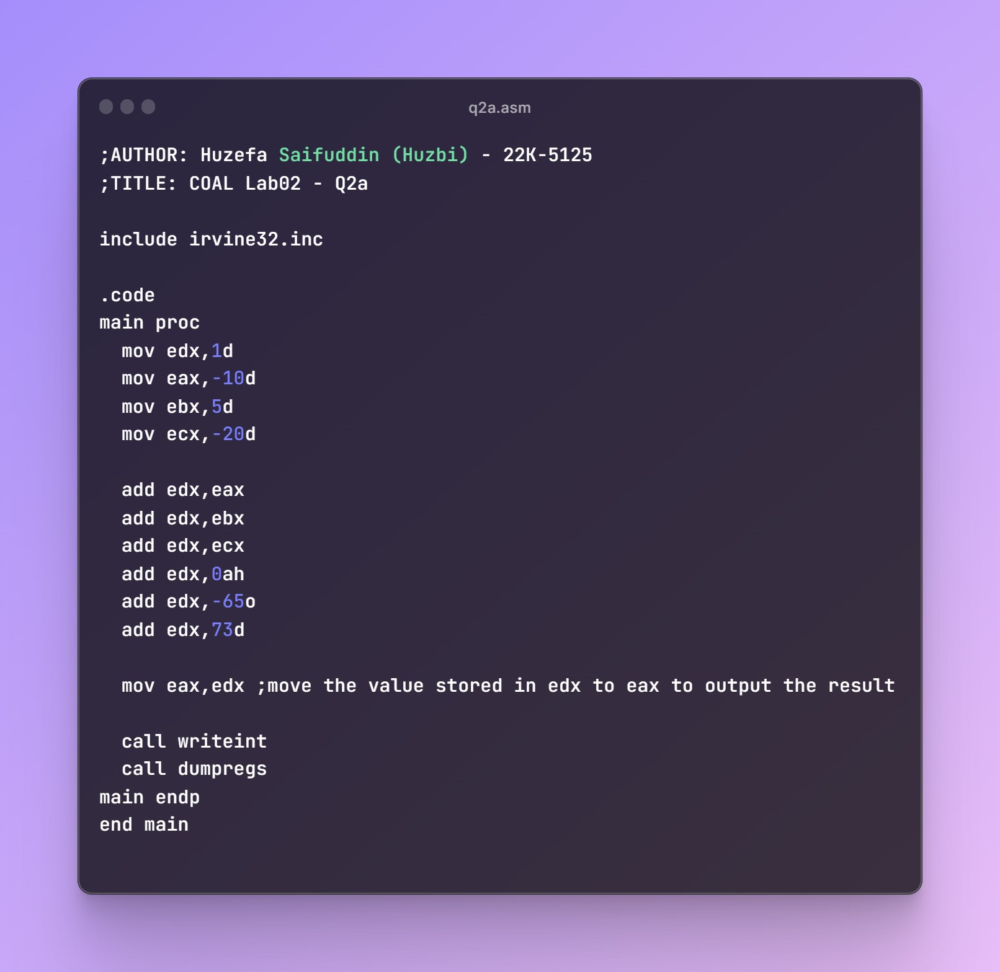 q2a.asm
;AUTHOR: Huzefa Saifuddin (Huzbi) - 22K-5125
;TITLE: COAL Lab02 - Q2a
include irvine32.inc
.code
main proc
mov edx,1d
mov eax,-10d
mov ebx,5d
mov ecx,-20d
add edx,eax
add edx,ebx
add edx,ecx
add edx,0ah
add edx,-65o
add edx,73d
mov eax,edx ;move the value stored in edx to eax to output the result
call writeint
call dumpregs
main endp
end main